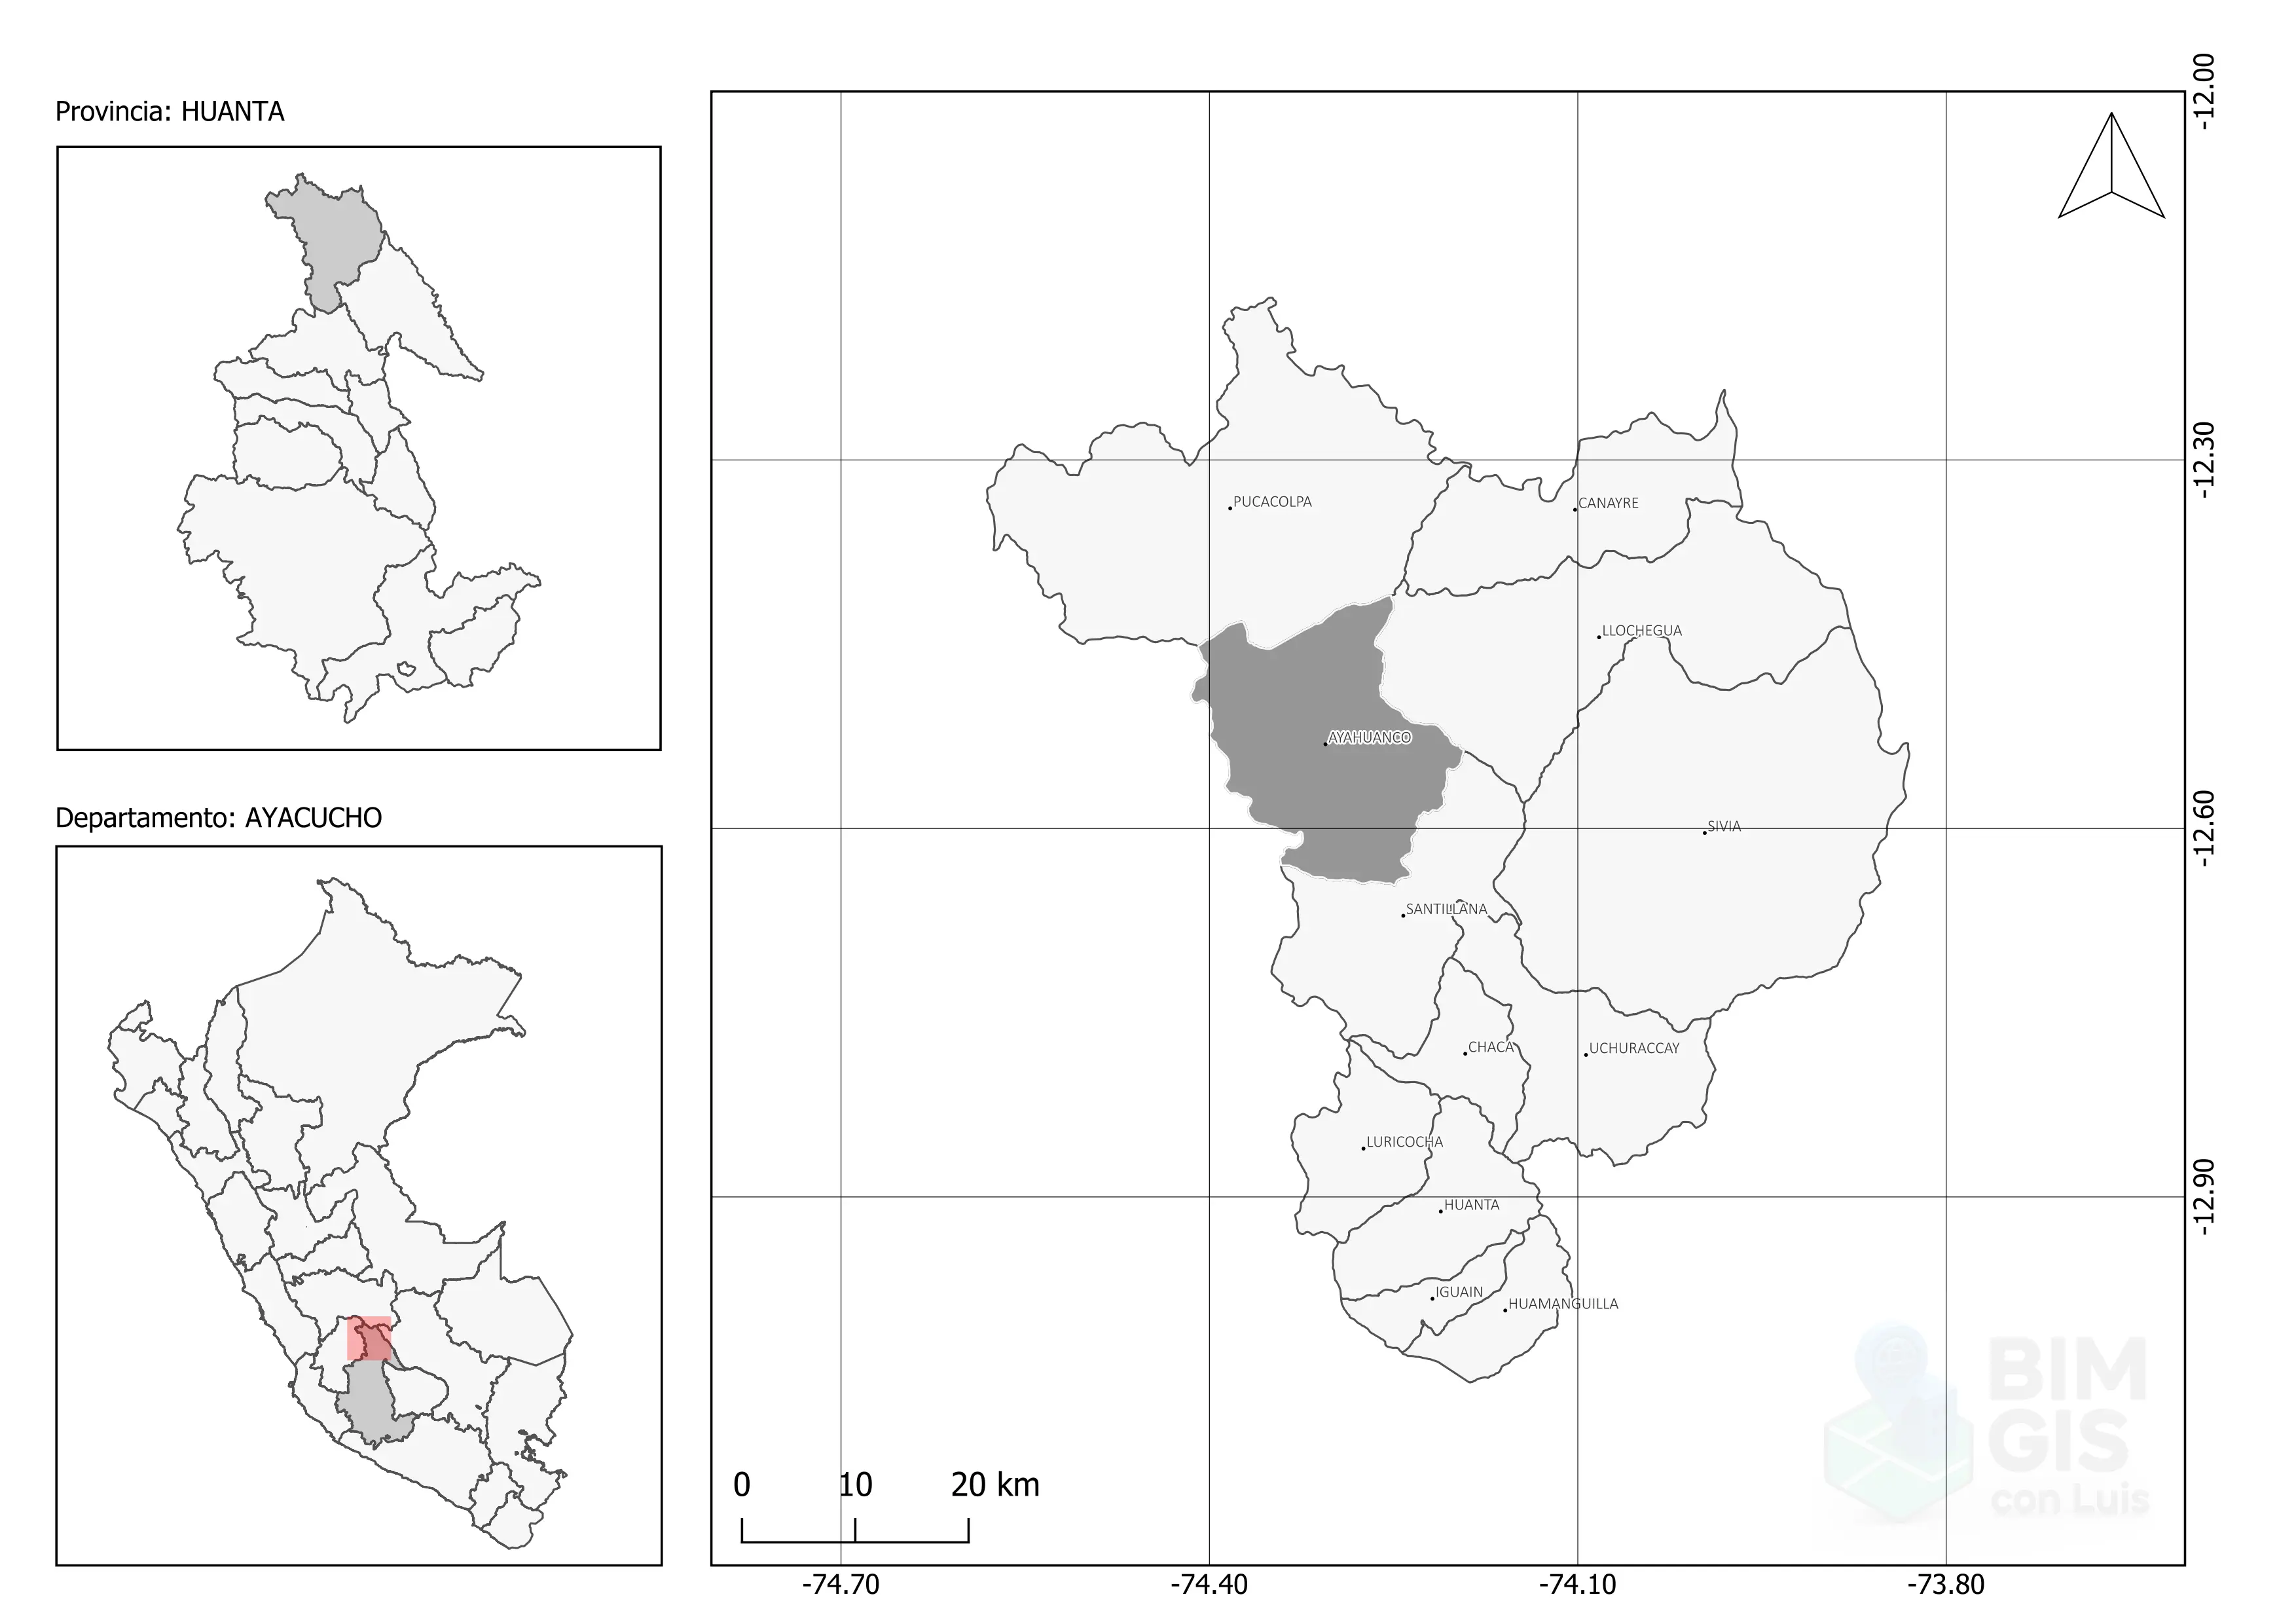 Provincia: HUANTA
Departamento: AYACUCHO
PUCACOLPA
CANAYRE
LLOCHEGUA
AYAHUANCO
SIVIA
SANTILLANA
CHACA
UCHURACCAY
LURICOCHA
HUANTA
IGUAIN
HUAMANGUILLA
-12.00
-12.30
-12.60
-12.90
0 10 20 km
-74.70 -74.40 -74.10 -73.80
BIM
GIS
con Luis